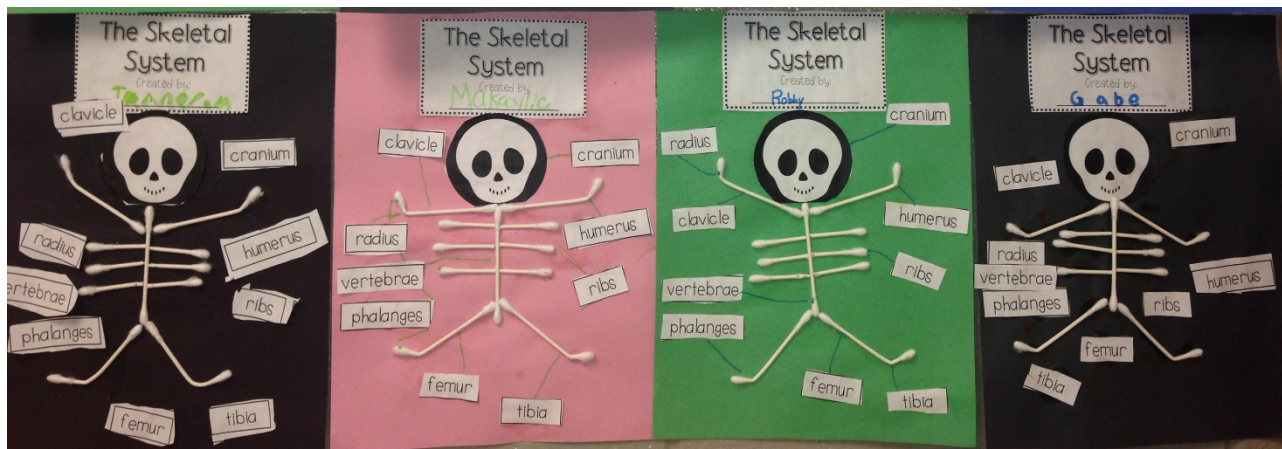 The Skeletal
System
Created by:
clavicle
cranium
radius
humerus
vertebrae
ribs
phalanges
femur
tibia
The Skeletal
System
Created by:
Makaylia
clavicle
cranium
radius
humerus
vertebrae
ribs
phalanges
femur
tibia
The Skeletal
System
Created by:
Robby
cranium
radius
clavicle
humerus
ribs
vertebrae
phalanges
femur
tibia
The Skeletal
System
Created by:
Gabe
cranium
clavicle
radius
vertebrae
humerus
phalanges
ribs
femur
tibia